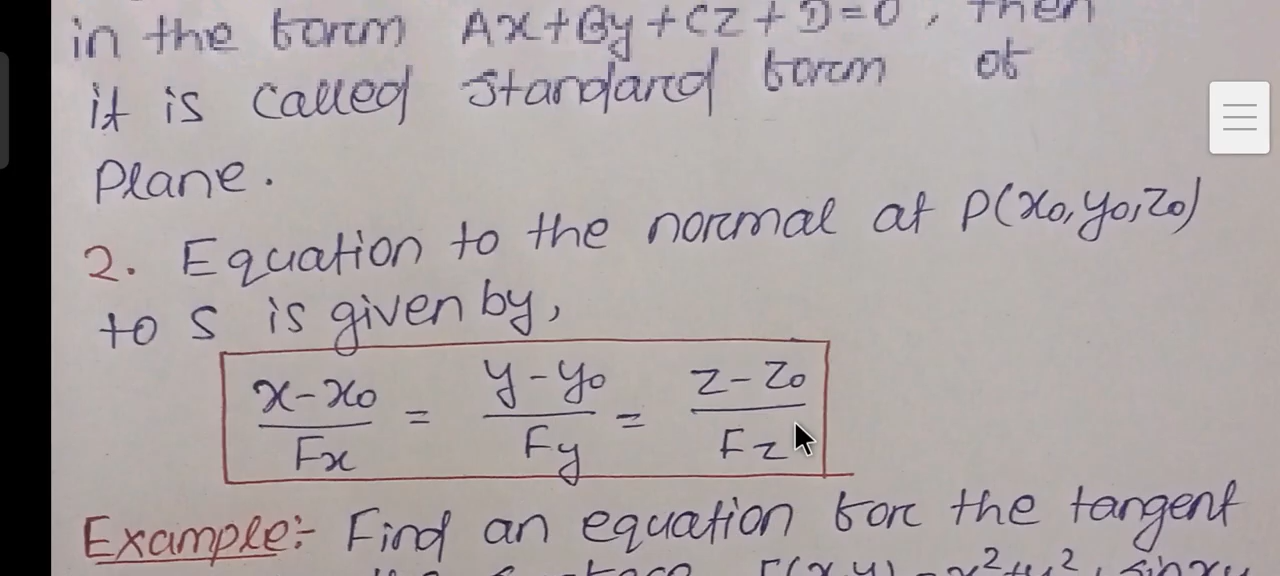 in the form Ax+By+Cz+D=0, then
it is called standard form of
Plane.
2. Equation to the normal at P(x0,y0,z0)
to S is given by,
x-x0/Fx = y-y0/Fy = z-z0/Fz
Example:- Find an equation for the tangent